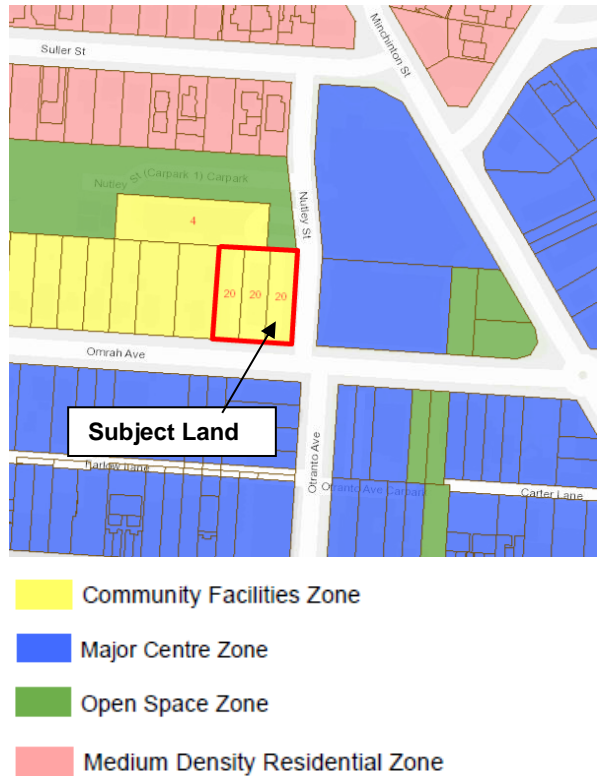 Suller St
Minchinton St
Nutley St (Carpark 1) Carpark
4
Nutley St
20 20 20
Omrah Ave
Subject Land
Otranto Ave
Otranto Ave Carpark
Carter Lane
Community Facilities Zone
Major Centre Zone
Open Space Zone
Medium Density Residential Zone